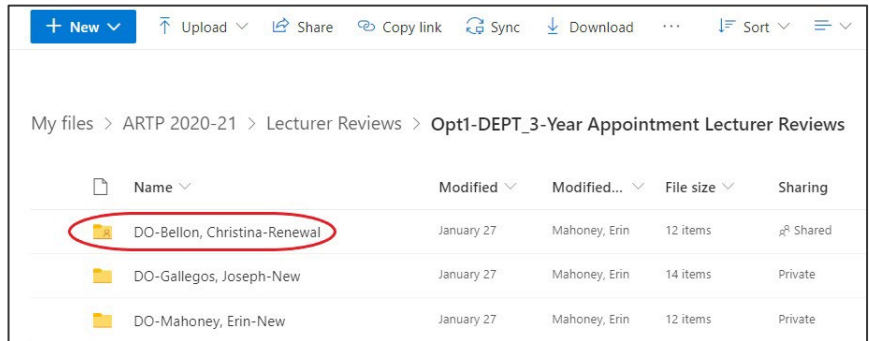 + New Upload Share Copy link Sync Download ... Sort
My files > ARTP 2020-21 > Lecturer Reviews > Opt1-DEPT_3-Year Appointment Lecturer Reviews
Name Modified Modified... File size Sharing
DO-Bellon, Christina-Renewal January 27 Mahoney, Erin 12 items Shared
DO-Gallegos, Joseph-New January 27 Mahoney, Erin 14 items Private
DO-Mahoney, Erin-New January 27 Mahoney, Erin 12 items Private